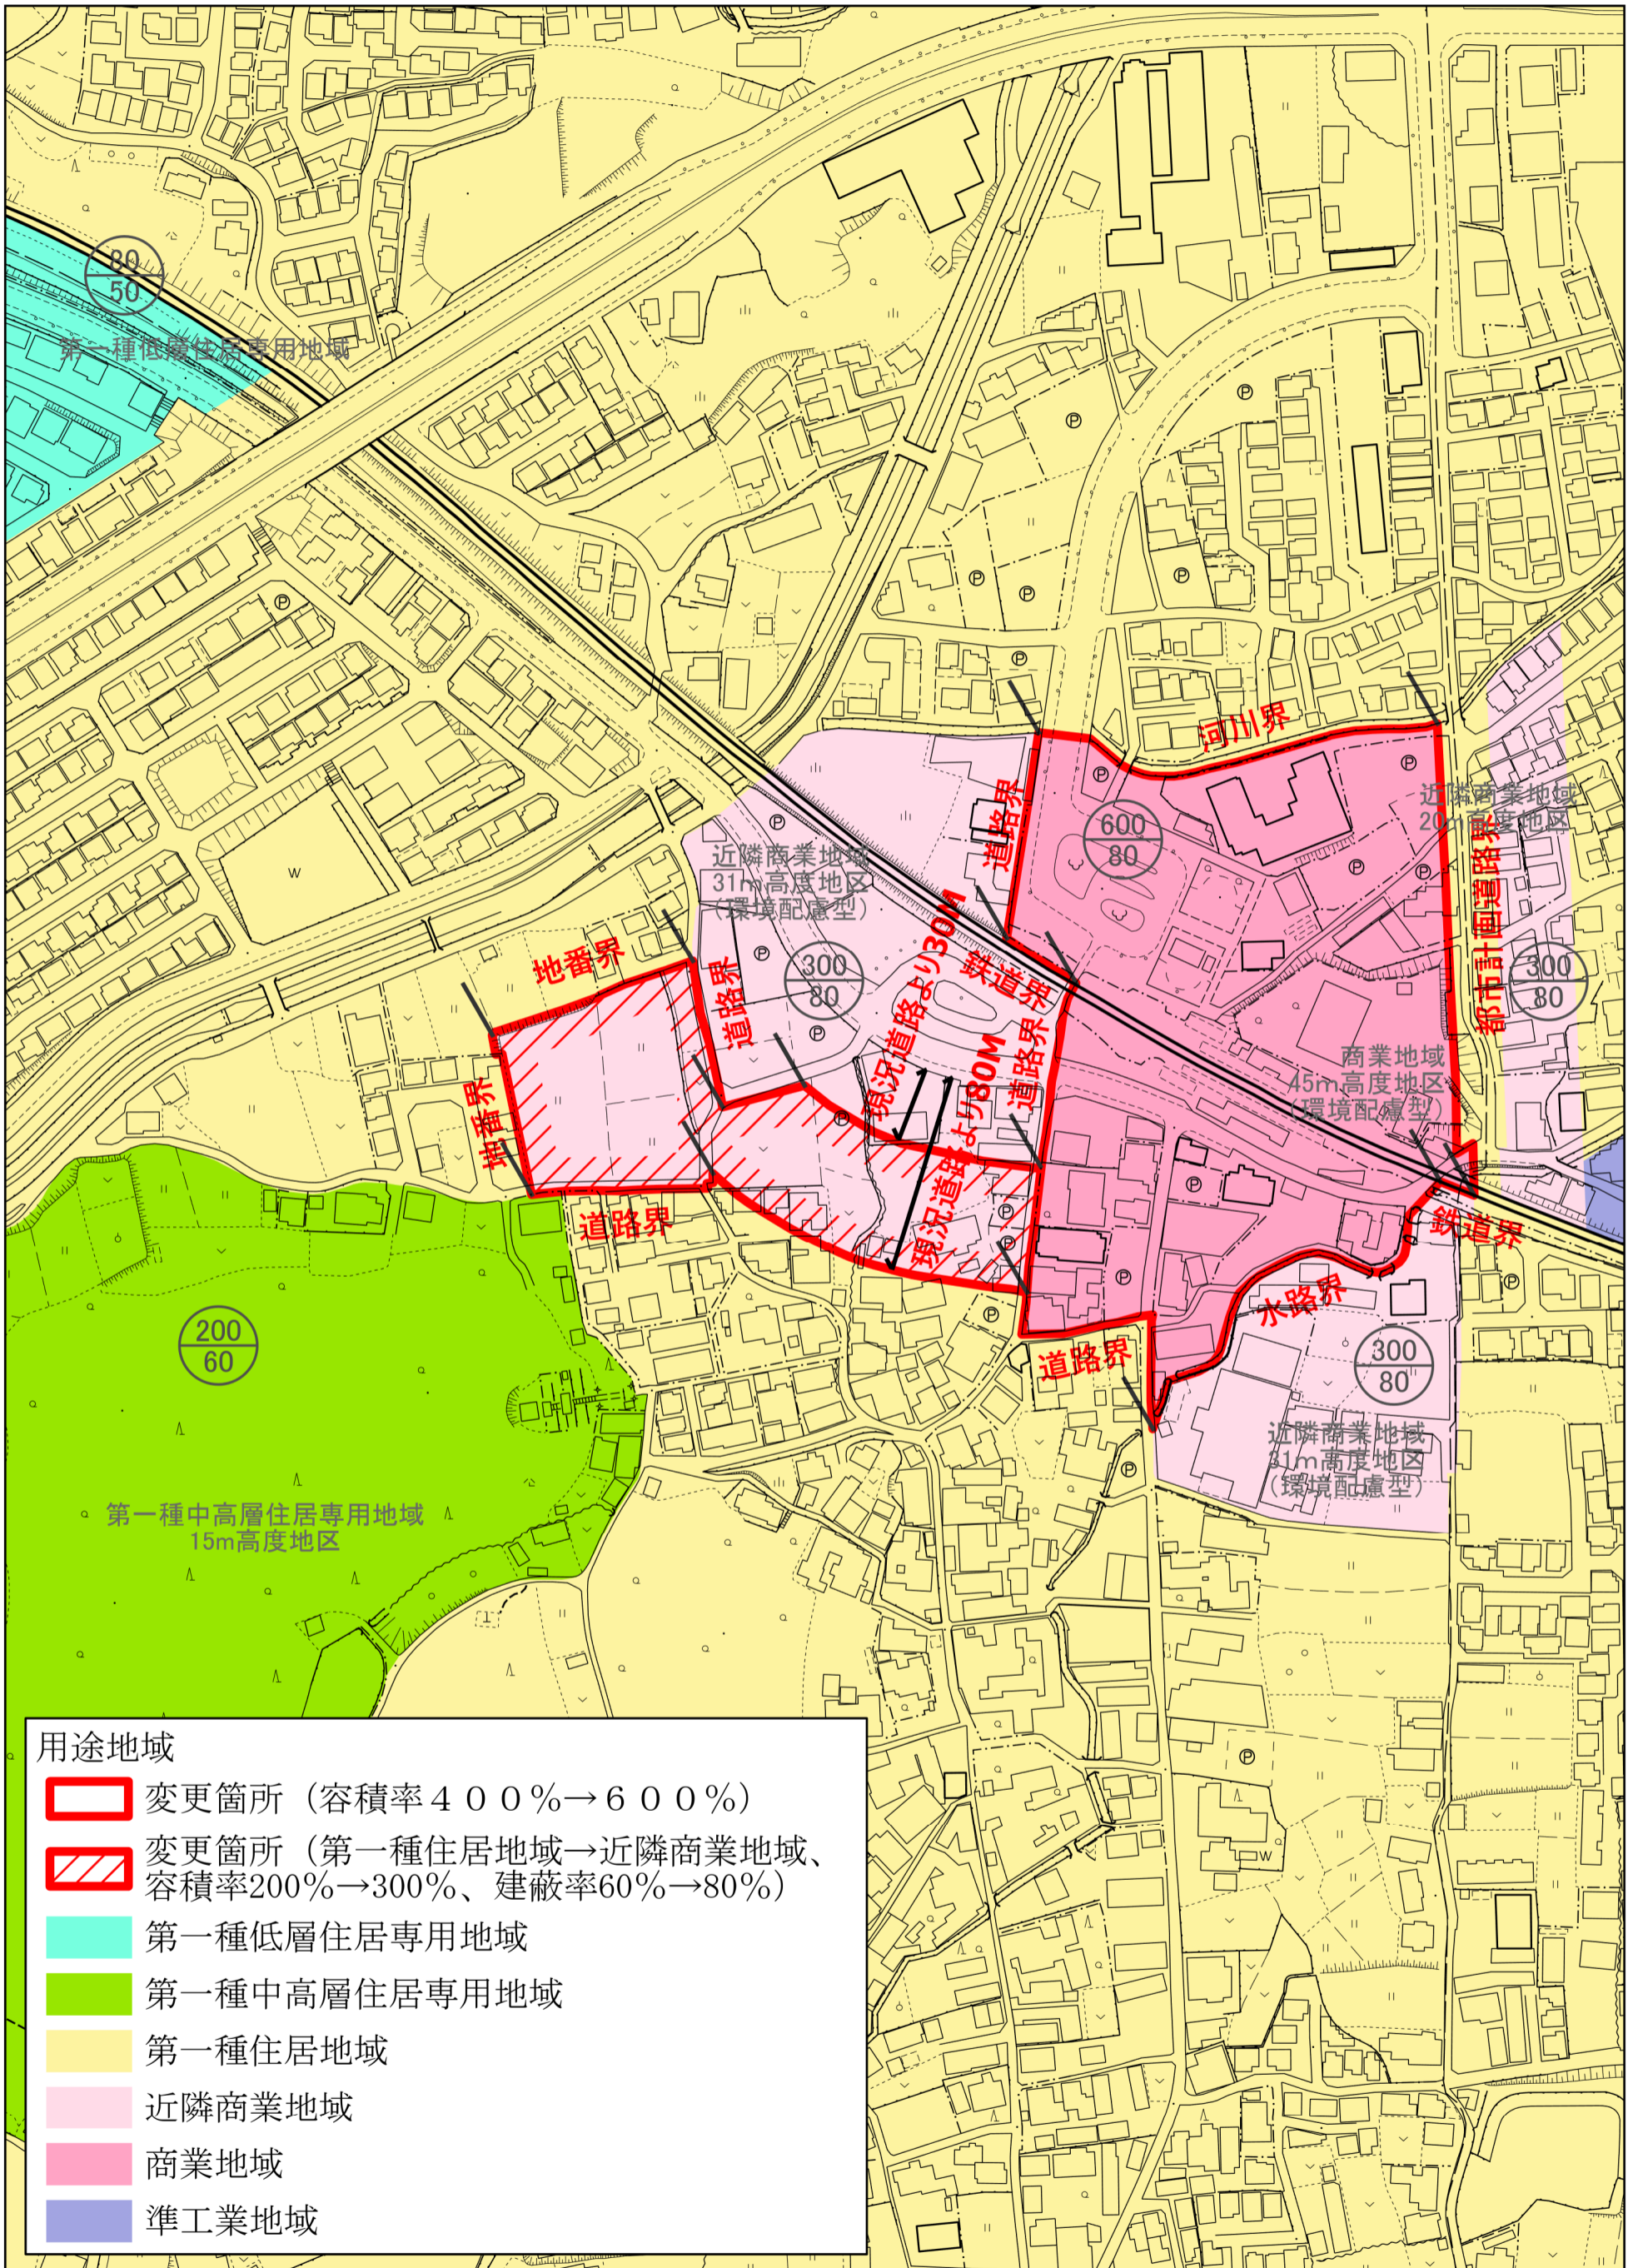 80
50
第一種低層住居専用地域
河川界
道路界
600
80
近隣商業地域
20m高度地区
都市計画道路界
300
80
近隣商業地域
31m高度地区
(環境配慮型)
300
80
現況道路より30M
鉄道界
道路界
地番界
道路界
現況道路より80M
商業地域
45m高度地区
(環境配慮型)
地番界
道路界
鉄道界
水路界
道路界
200
60
300
80
近隣商業地域
31m高度地区
(環境配慮型)
第一種中高層住居専用地域
15m高度地区
用途地域
変更箇所（容積率４００％→６００％）
変更箇所（第一種住居地域→近隣商業地域、
容積率200％→300％、建蔽率60％→80％）
第一種低層住居専用地域
第一種中高層住居専用地域
第一種住居地域
近隣商業地域
商業地域
準工業地域